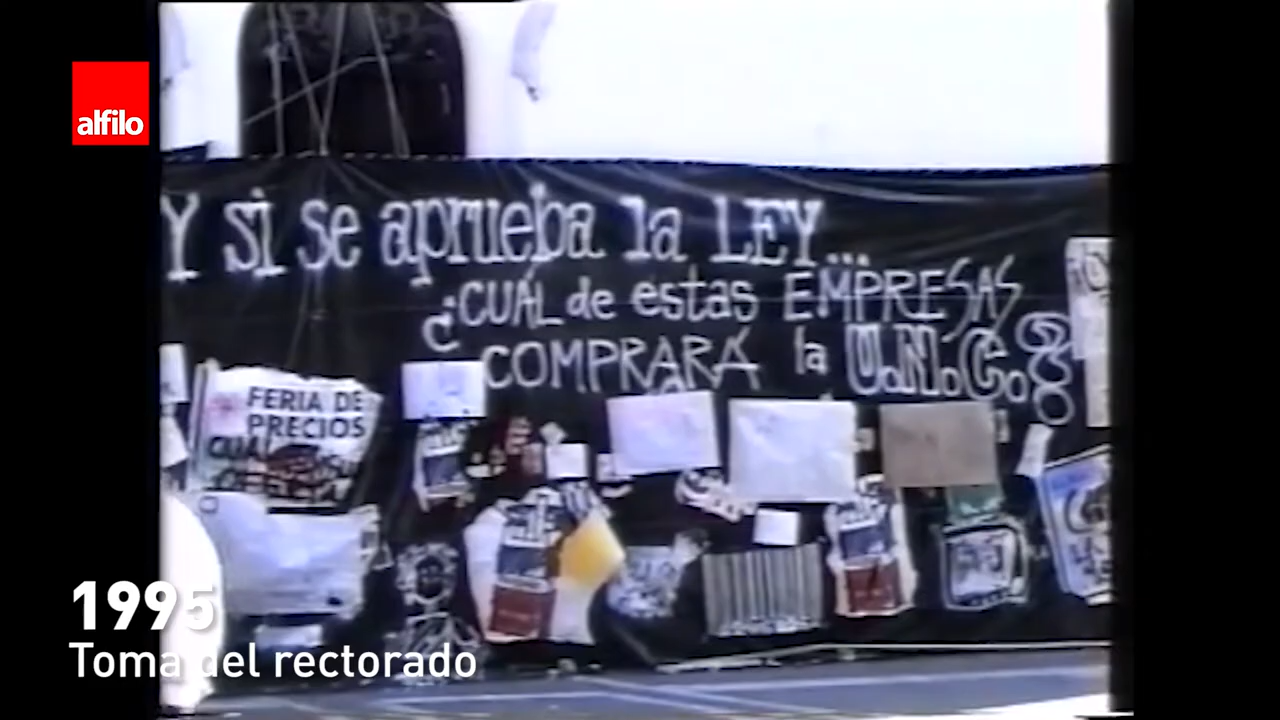 alfilo
Y si se aprueba la LEY...
¿CUÁL de estas EMPRESAS
COMPRARÁ la U.N.C.?
FERIA DE
PRECIOS
1995
Toma del rectorado